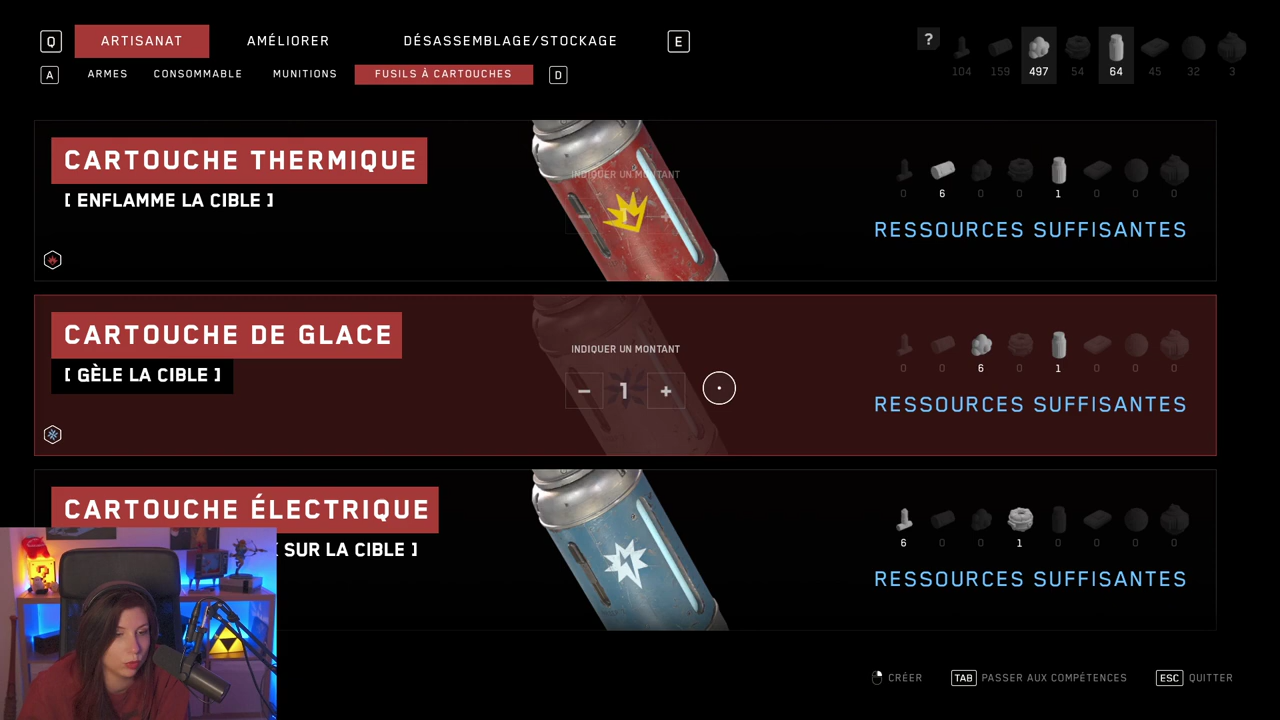 Q ARTISANAT AMÉLIORER DÉSASSEMBLAGE/STOCKAGE E
A ARMES CONSOMMABLE MUNITIONS FUSILS À CARTOUCHES D
?
104 159 497 54 64 45 32 3
CARTOUCHE THERMIQUE
[ ENFLAMME LA CIBLE ]
INDIQUER UN MONTANT
− 1 +
0 6 0 0 1 0 0 0
RESSOURCES SUFFISANTES
CARTOUCHE DE GLACE
[ GÈLE LA CIBLE ]
INDIQUER UN MONTANT
− 1 +
0 0 6 0 1 0 0 0
RESSOURCES SUFFISANTES
CARTOUCHE ÉLECTRIQUE
SUR LA CIBLE ]
6 0 0 1 0 0 0 0
RESSOURCES SUFFISANTES
CRÉER TAB PASSER AUX COMPÉTENCES ESC QUITTER